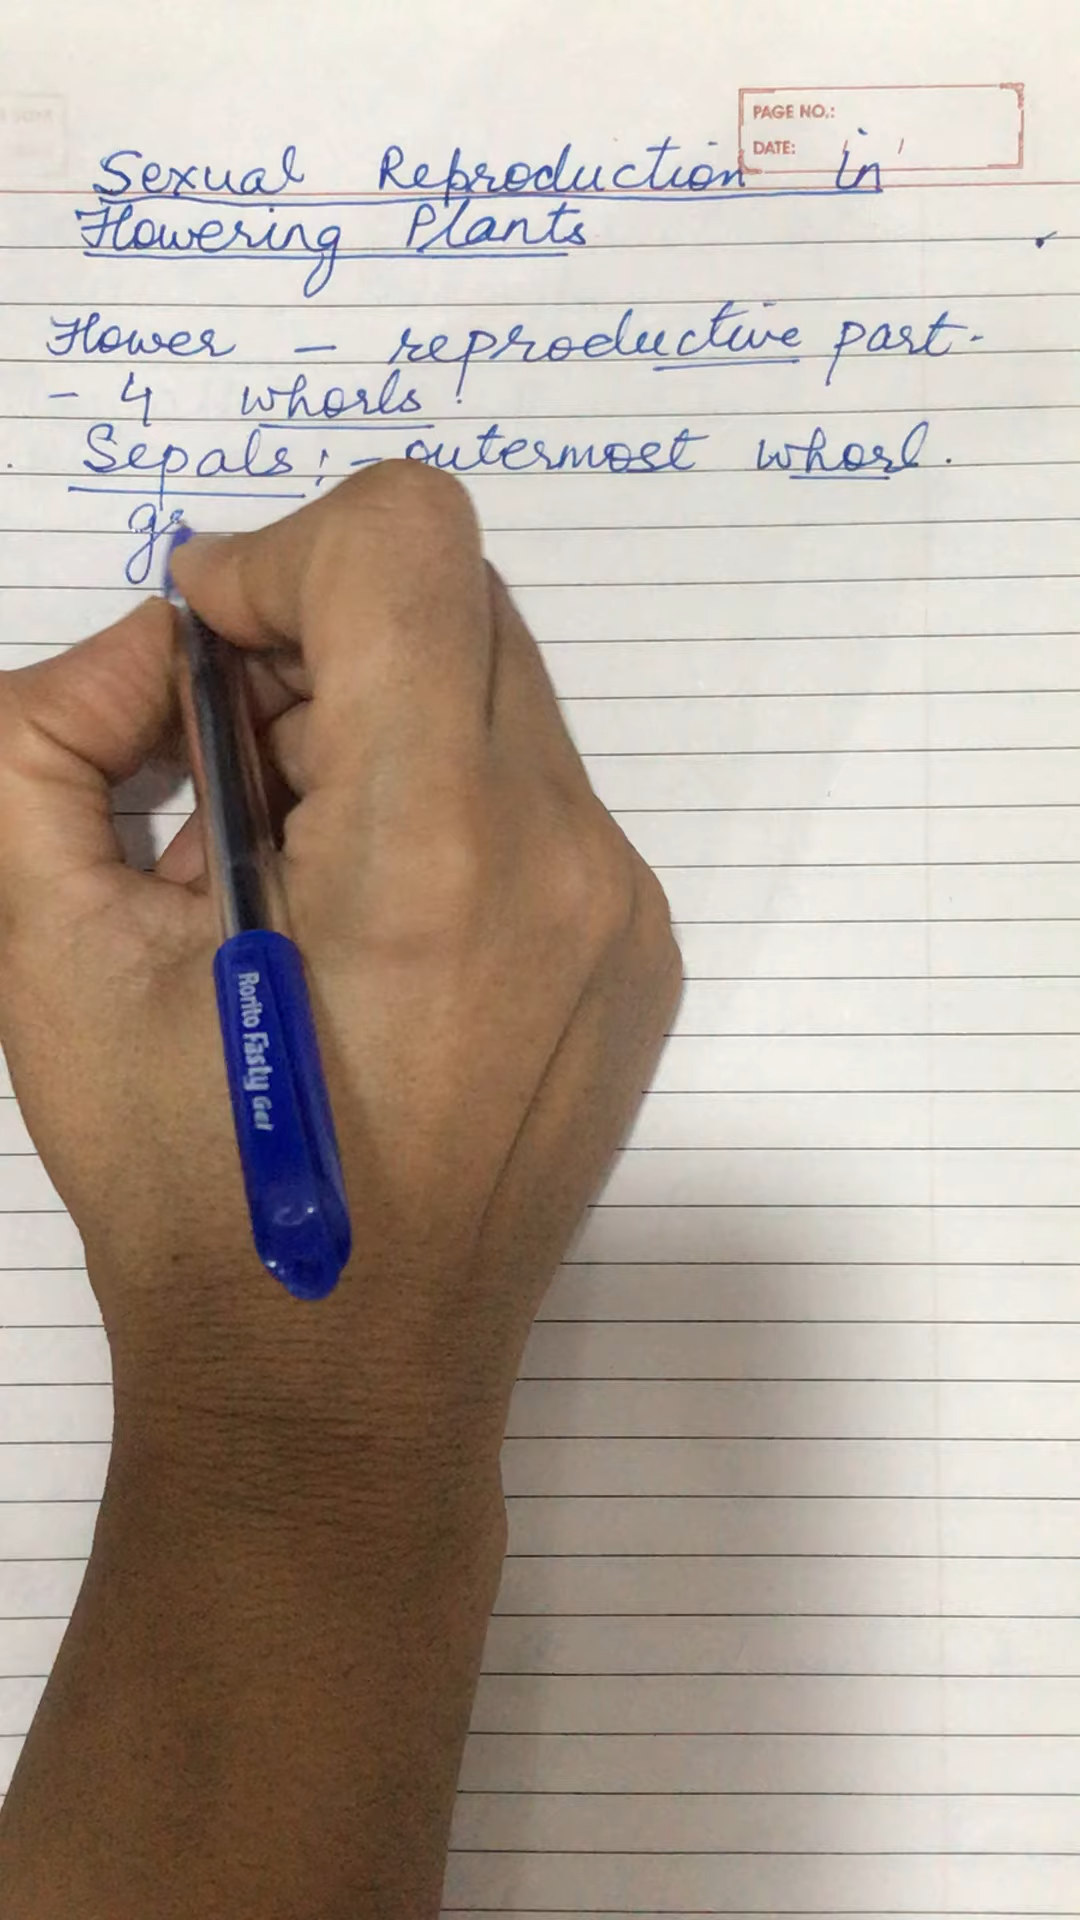 PAGE NO.:
DATE: / /
Sexual Reproduction in
Flowering Plants
Flower - reproductive part.
- 4 whorls.
Sepals :- outermost whorl.
gr
Rorito Fasty Gel